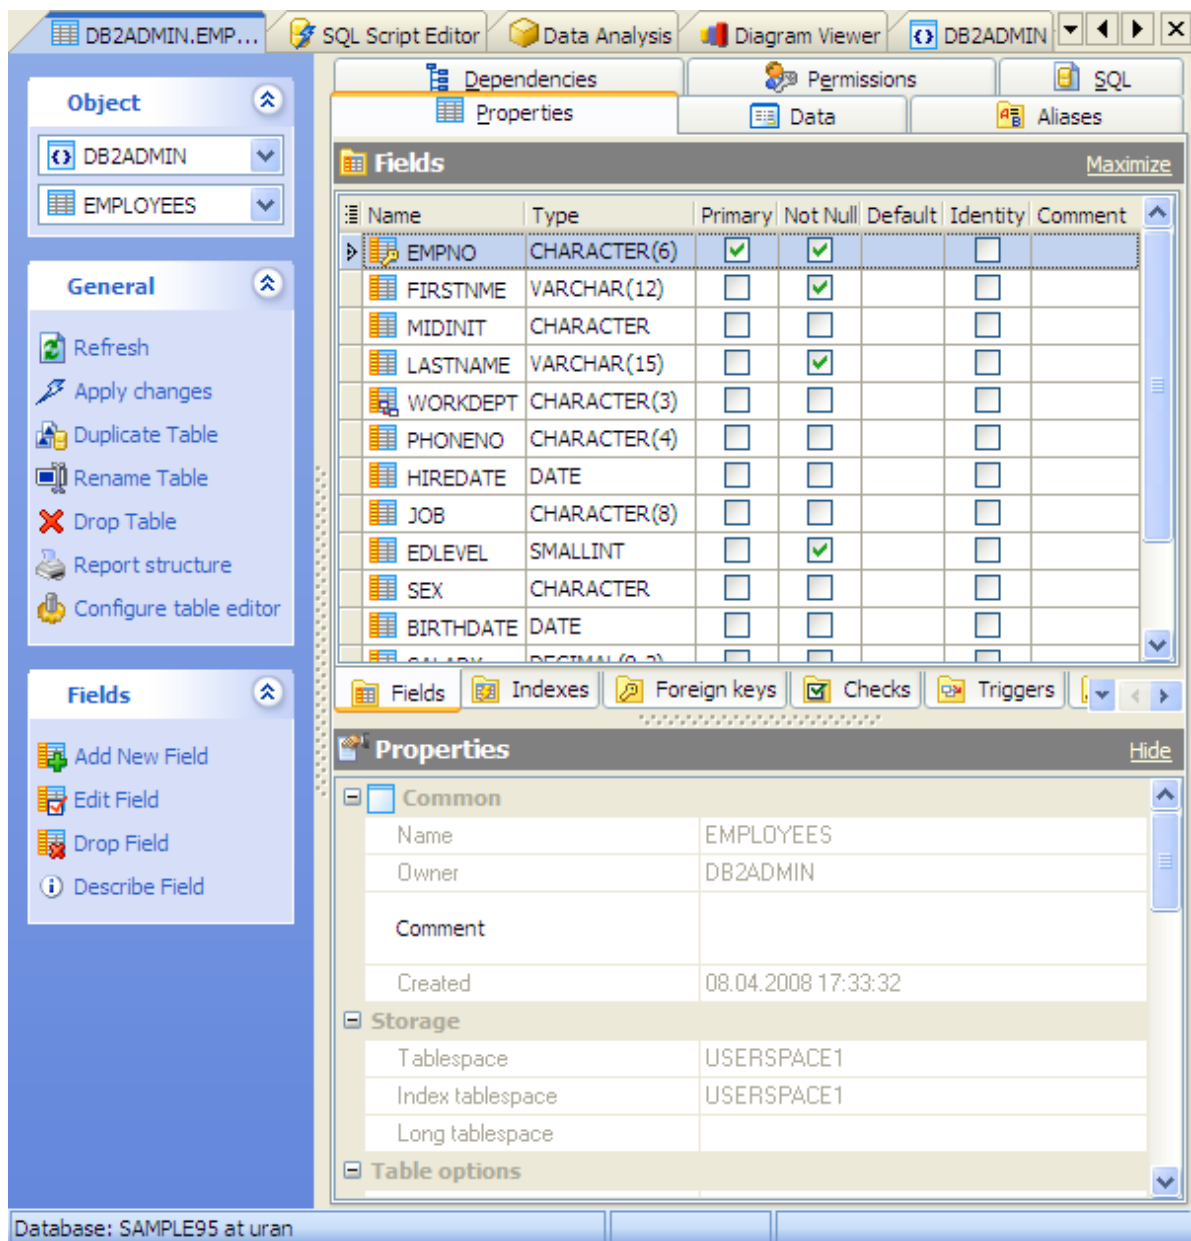 DB2ADMIN.EMP... SQL Script Editor Data Analysis Diagram Viewer DB2ADMIN
Object
DB2ADMIN
EMPLOYEES
General
Refresh
Apply changes
Duplicate Table
Rename Table
Drop Table
Report structure
Configure table editor
Fields
Add New Field
Edit Field
Drop Field
Describe Field
Dependencies Permissions SQL
Properties Data Aliases
Fields Maximize
Name Type Primary Not Null Default Identity Comment
EMPNO CHARACTER(6)
FIRSTNME VARCHAR(12)
MIDINIT CHARACTER
LASTNAME VARCHAR(15)
WORKDEPT CHARACTER(3)
PHONENO CHARACTER(4)
HIREDATE DATE
JOB CHARACTER(8)
EDLEVEL SMALLINT
SEX CHARACTER
BIRTHDATE DATE
Fields Indexes Foreign keys Checks Triggers
Properties Hide
Common
Name EMPLOYEES
Owner DB2ADMIN
Comment
Created 08.04.2008 17:33:32
Storage
Tablespace USERSPACE1
Index tablespace USERSPACE1
Long tablespace
Table options
Database: SAMPLE95 at uran